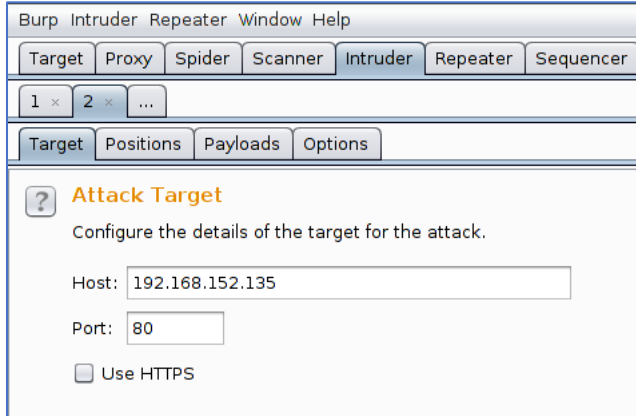 Burp Intruder Repeater Window Help
Target Proxy Spider Scanner Intruder Repeater Sequencer
1 × 2 × ...
Target Positions Payloads Options
? Attack Target
Configure the details of the target for the attack.
Host: 192.168.152.135
Port: 80
Use HTTPS